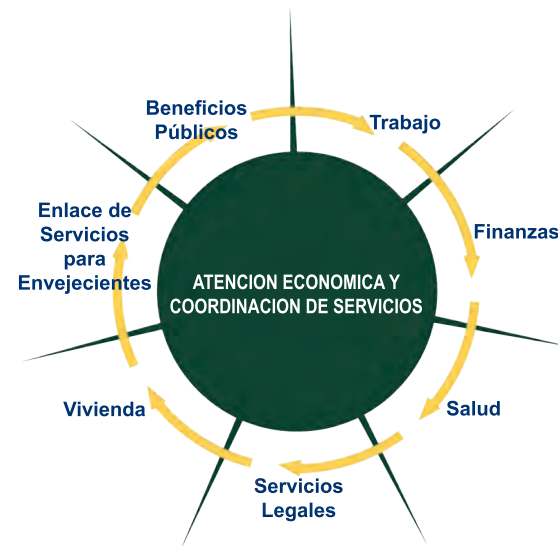 Beneficios
Públicos
Trabajo
Finanzas
Salud
Servicios
Legales
Vivienda
Enlace de
Servicios
para
Envejecientes
ATENCION ECONOMICA Y
COORDINACION DE SERVICIOS